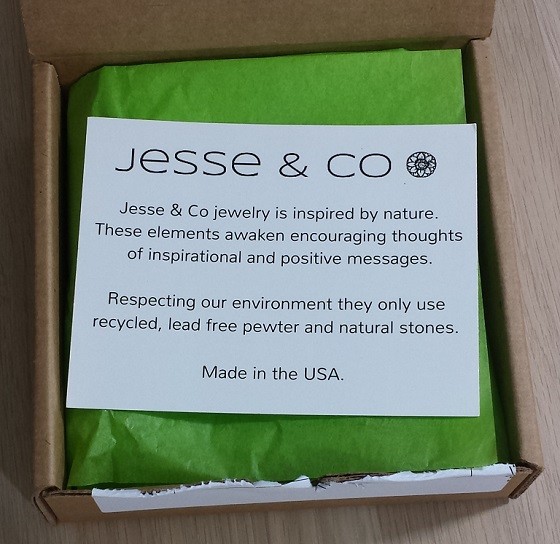 Jesse & Co
Jesse & Co jewelry is inspired by nature.
These elements awaken encouraging thoughts
of inspirational and positive messages.
Respecting our environment they only use
recycled, lead free pewter and natural stones.
Made in the USA.